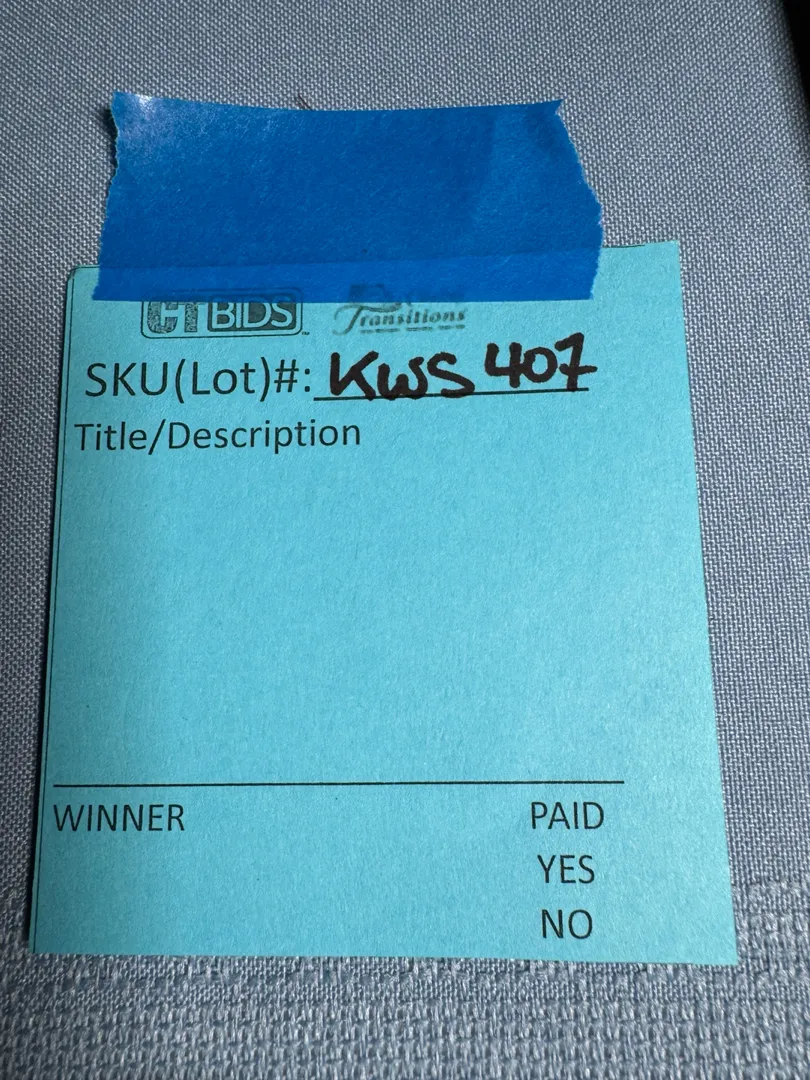 CTBIDS
Transitions
SKU(Lot)#: KWS 407
Title/Description
WINNER PAID
YES
NO